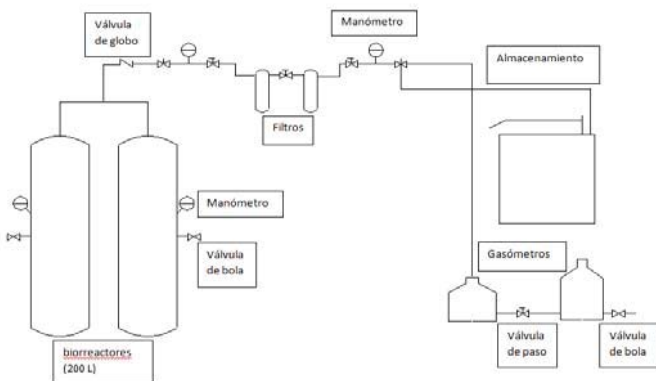 Válvula
de globo
Manómetro
Almacenamiento
Filtros
Manómetro
Válvula
de bola
Gasómetros
Válvula
de paso
Válvula
de bola
biorreactores
(200 L)